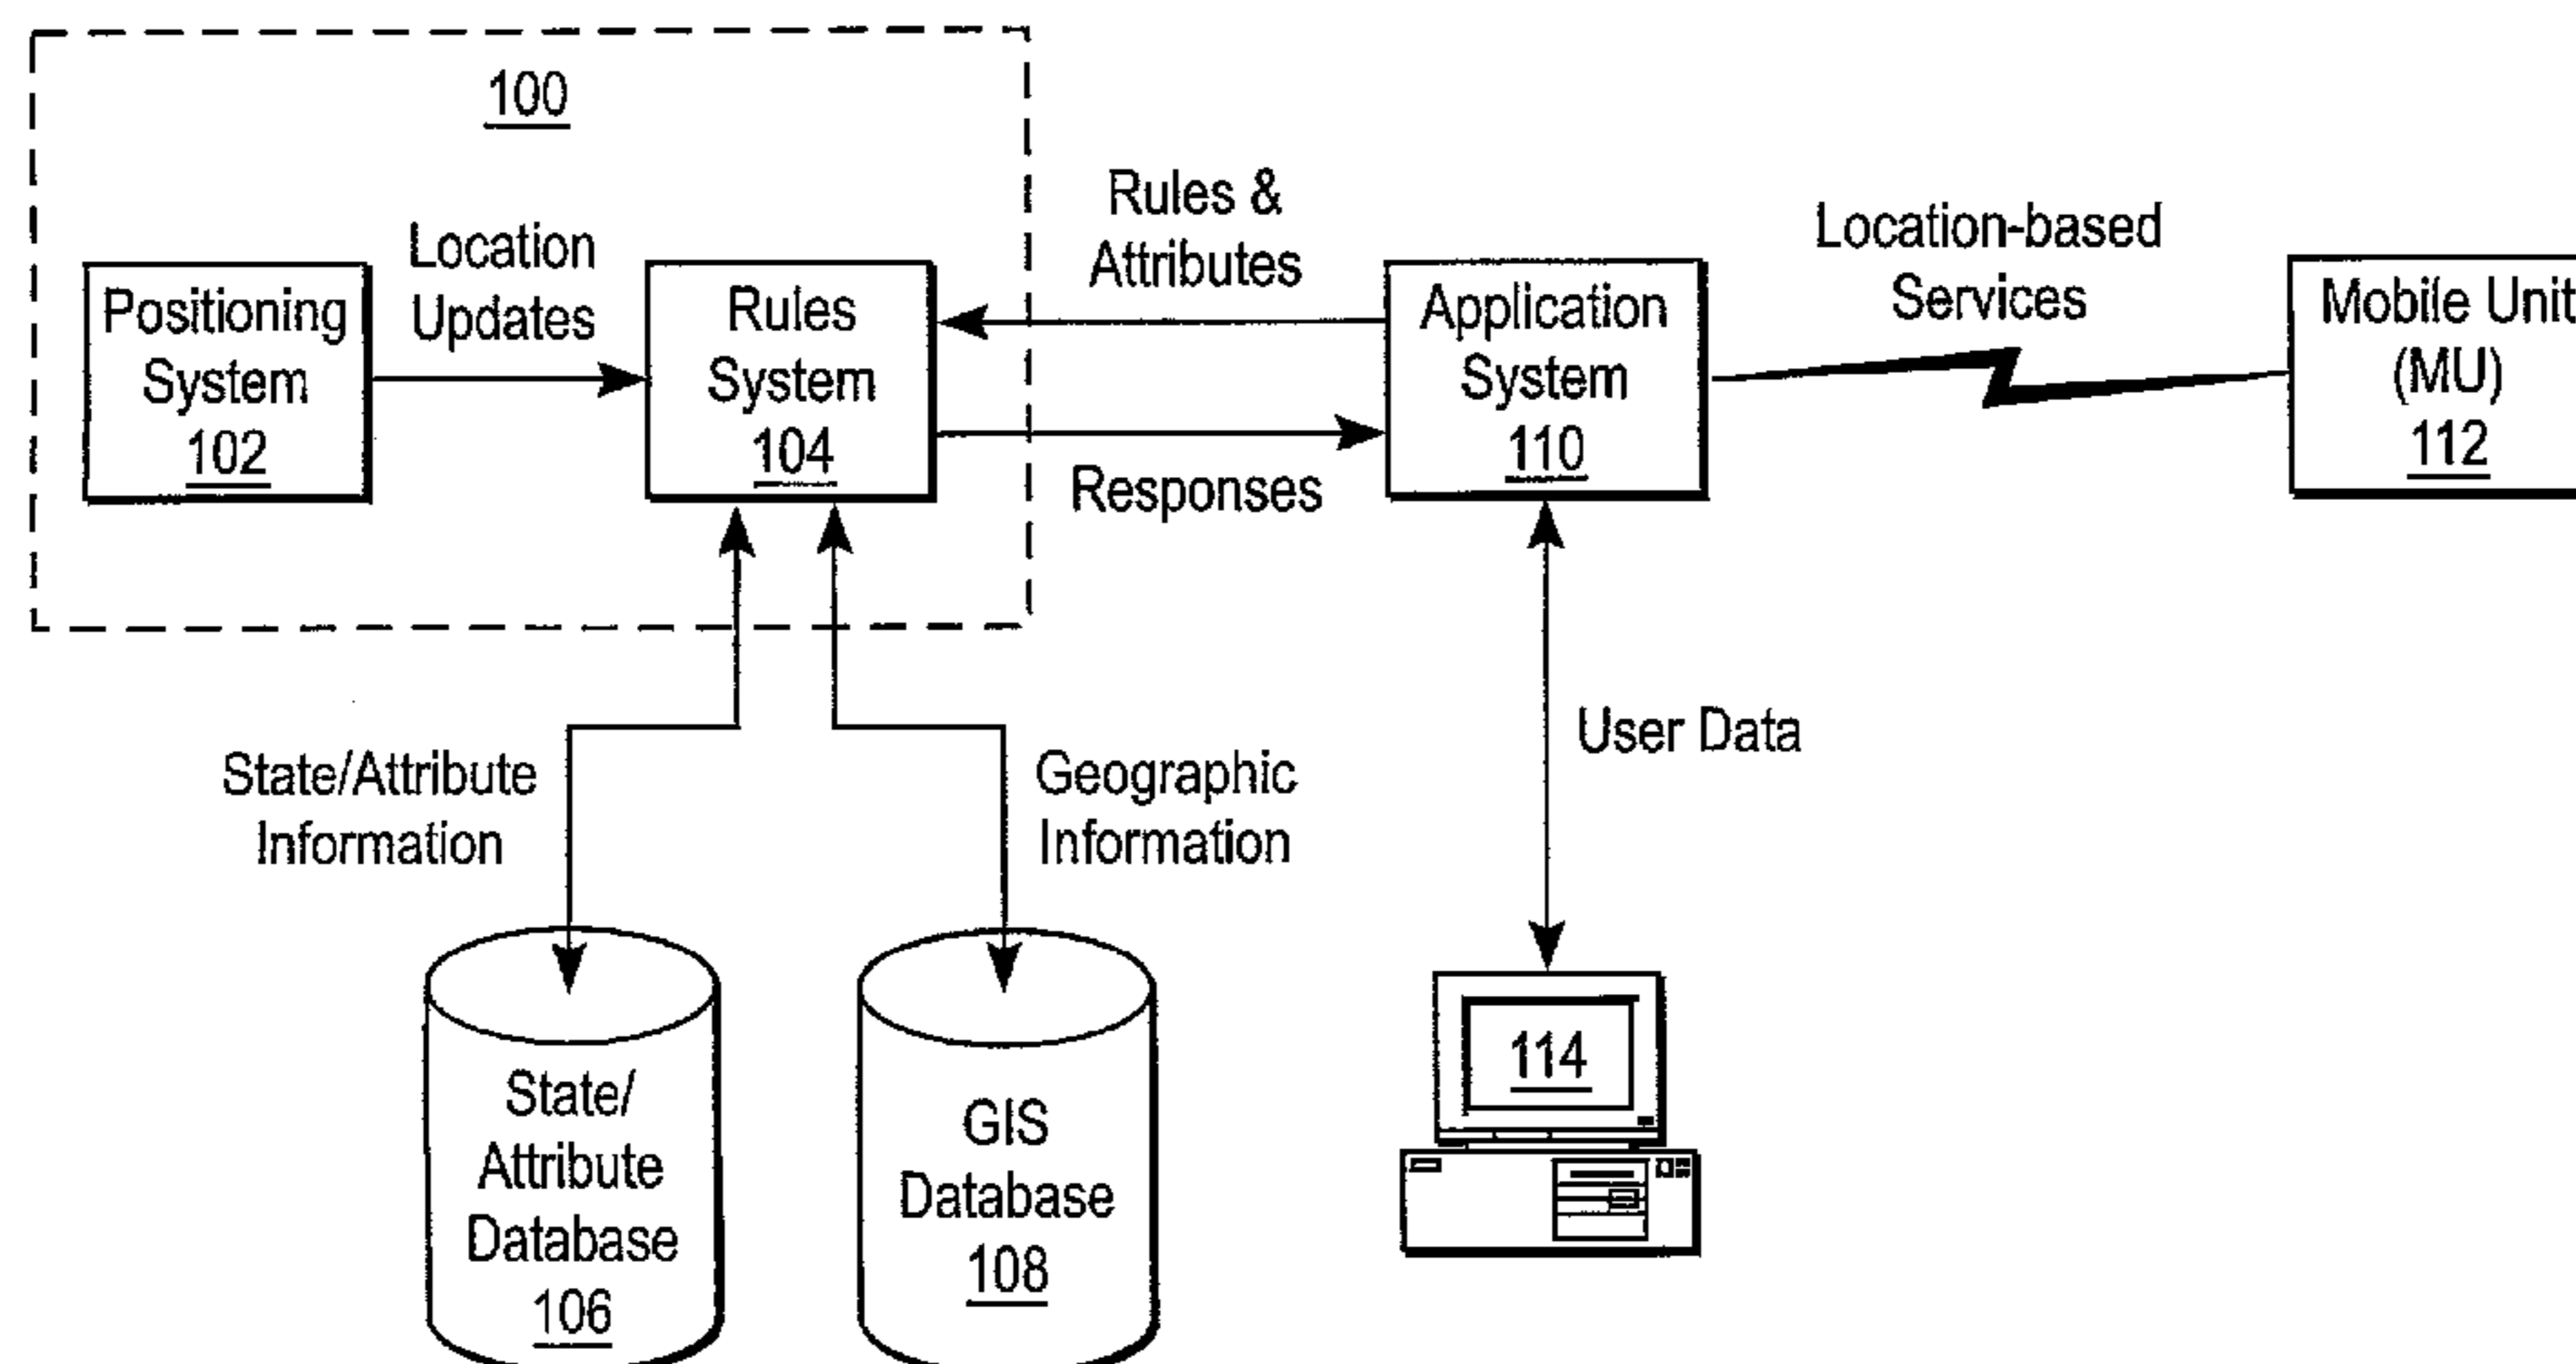 100
Positioning
System
102
Location
Updates
Rules
System
104
Rules &
Attributes
Responses
Application
System
110
Location-based
Services
Mobile Unit
(MU)
112
State/Attribute
Information
Geographic
Information
User Data
State/
Attribute
Database
106
GIS
Database
108
114